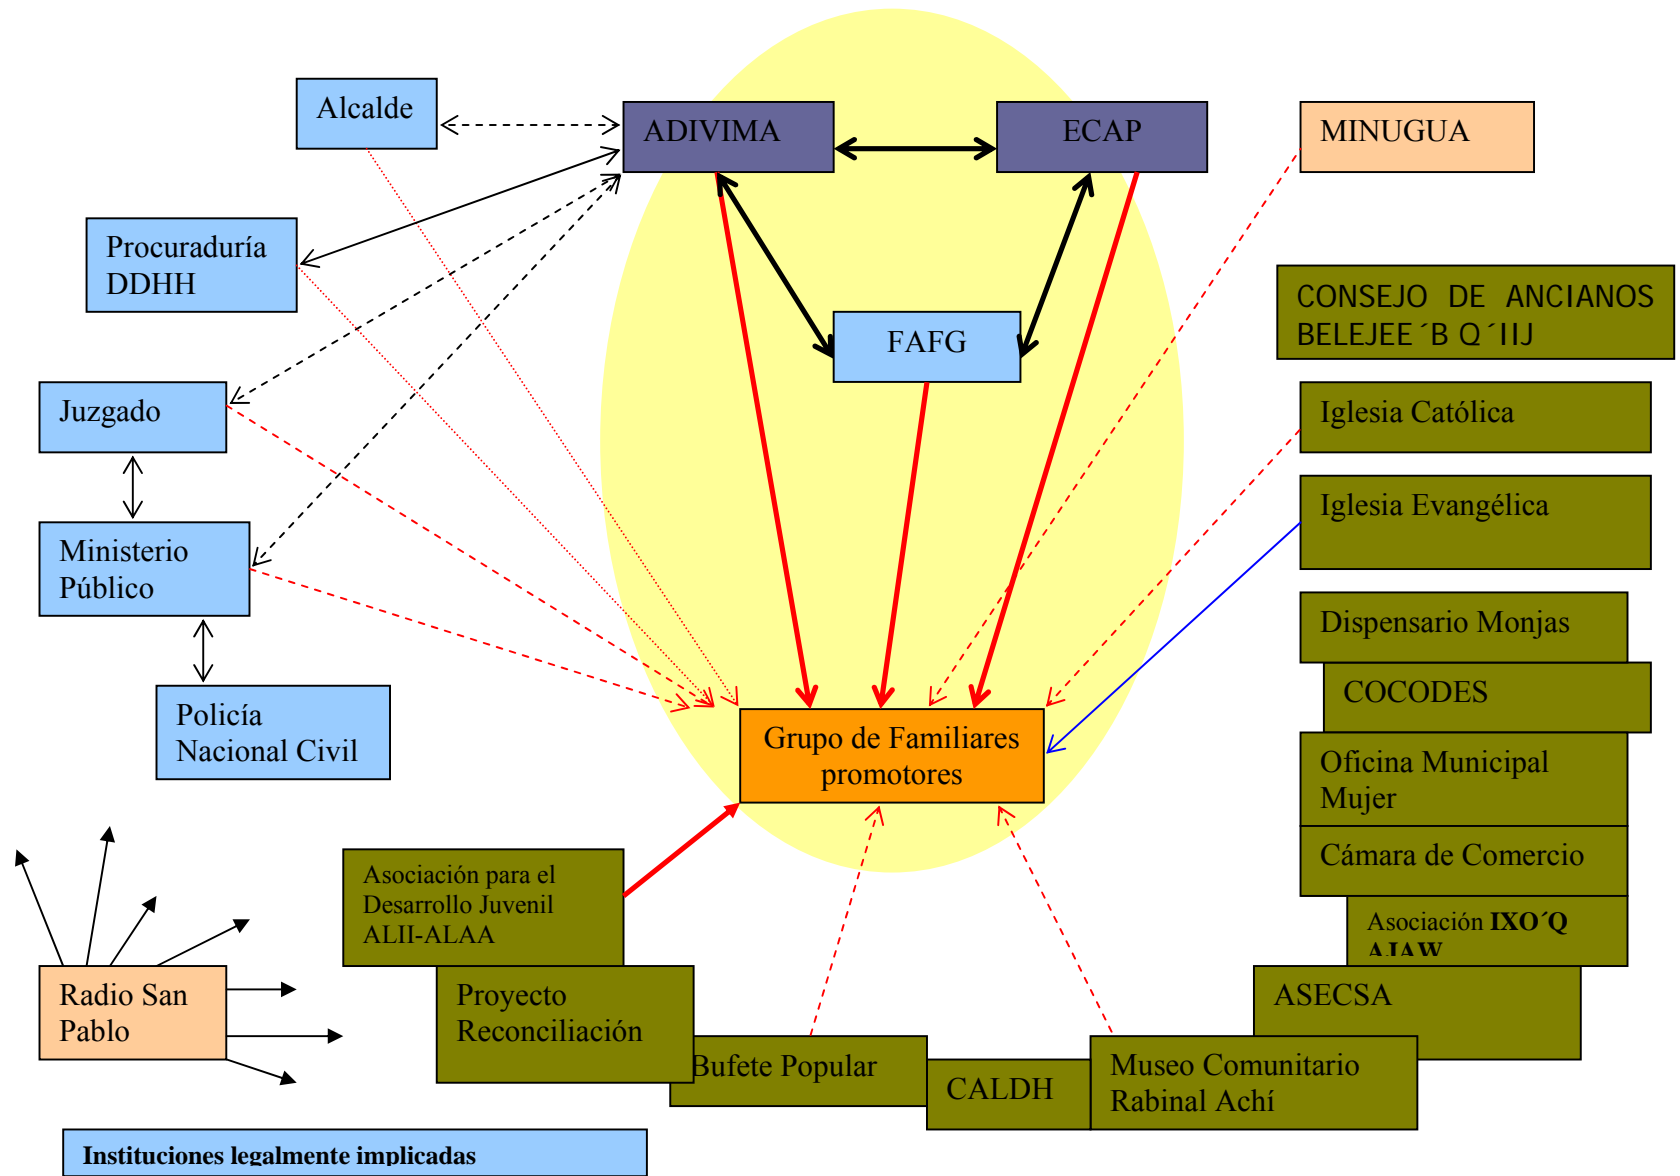 Alcalde
ADIVIMA
ECAP
MINUGUA
Procuraduría
DDHH
CONSEJO DE ANCIANOS
BELEJEE´B Q´IIJ
FAFG
Juzgado
Iglesia Católica
Iglesia Evangélica
Ministerio
Público
Dispensario Monjas
COCODES
Policía
Nacional Civil
Grupo de Familiares
promotores
Oficina Municipal
Mujer
Cámara de Comercio
Asociación para el
Desarrollo Juvenil
ALII-ALAA
Asociación IXO´Q
AJAW
Radio San
Pablo
Proyecto
Reconciliación
ASECSA
Bufete Popular
CALDH
Museo Comunitario
Rabinal Achí
Instituciones legalmente implicadas